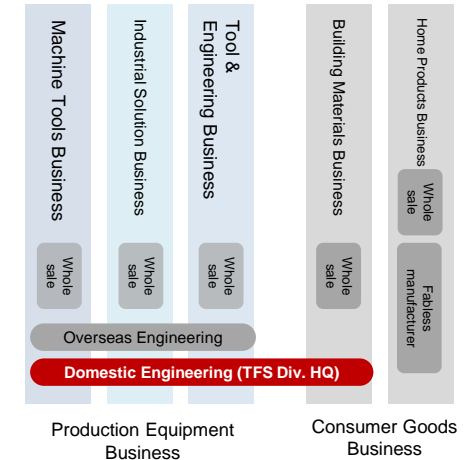 Machine Tools Business
Industrial Solution Business
Tool &
Engineering Business
Building Materials Business
Home Products Business
Whole
sale
Whole
sale
Whole
sale
Whole
sale
Whole
sale
Fabless
manufacturer
Overseas Engineering
Domestic Engineering (TFS Div. HQ)
Production Equipment
Business
Consumer Goods
Business